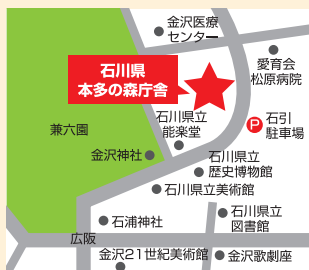 金沢医療
センター
愛育会
松原病院
石川県
本多の森庁舎
石川県立
能楽堂
P 石引
駐車場
兼六園
金沢神社
石川県立
歴史博物館
石川県立美術館
石浦神社
石川県立
図書館
広阪
金沢21世紀美術館
金沢歌劇座